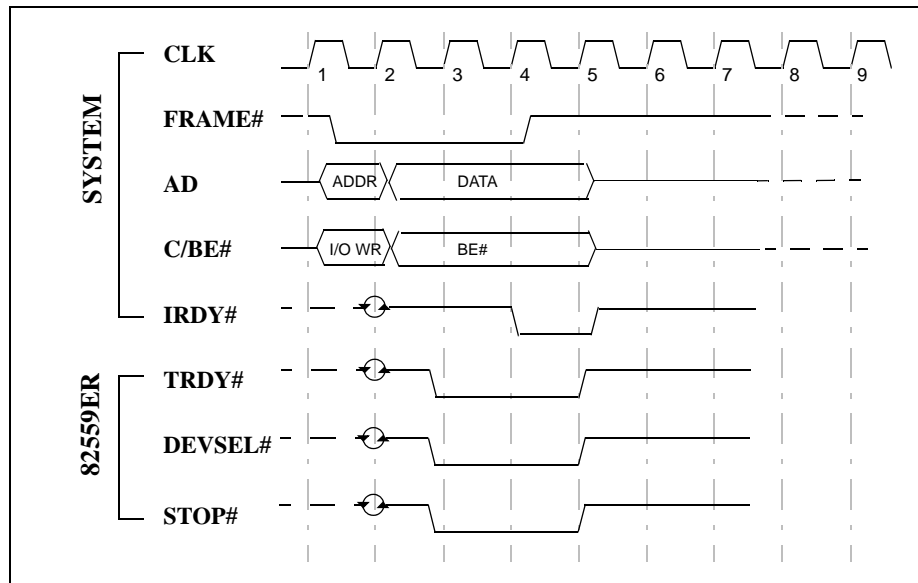 CLK
1 2 3 4 5 6 7 8 9
FRAME#
SYSTEM
AD
ADDR DATA
C/BE#
I/O WR BE#
IRDY#
82559ER
TRDY#
DEVSEL#
STOP#